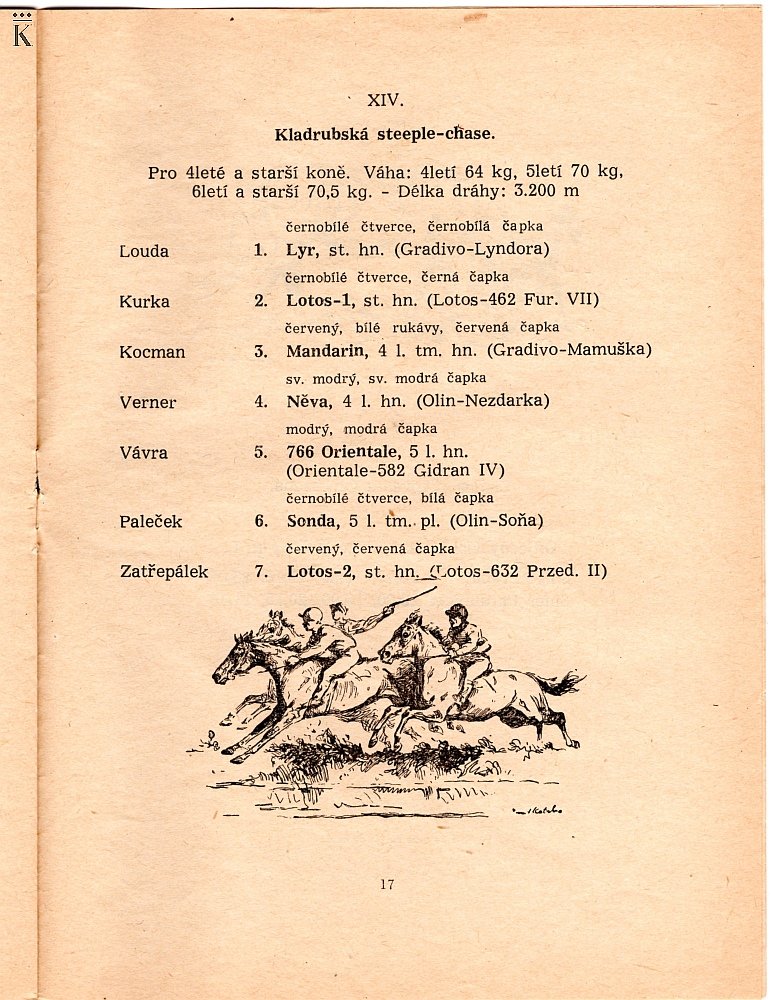 K
XIV.
Kladrubská steeple-chase.
Pro 4leté a starší koně. Váha: 4letí 64 kg, 5letí 70 kg,
6letí a starší 70,5 kg. - Délka dráhy: 3.200 m
černobílé čtverce, černobílá čapka
Louda 1. Lyr, st. hn. (Gradivo-Lyndora)
černobílé čtverce, černá čapka
Kurka 2. Lotos-1, st. hn. (Lotos-462 Fur. VII)
červený, bílé rukávy, červená čapka
Kocman 3. Mandarin, 4 l. tm. hn. (Gradivo-Mamuška)
sv. modrý, sv. modrá čapka
Verner 4. Něva, 4 l. hn. (Olin-Nezdarka)
modrý, modrá čapka
Vávra 5. 766 Orientale, 5 l. hn.
(Orientale-582 Gidran IV)
černobílé čtverce, bílá čapka
Paleček 6. Sonda, 5 l. tm. pl. (Olin-Soňa)
červený, červená čapka
Zatřepálek 7. Lotos-2, st. hn. (Lotos-632 Przed. II)
17